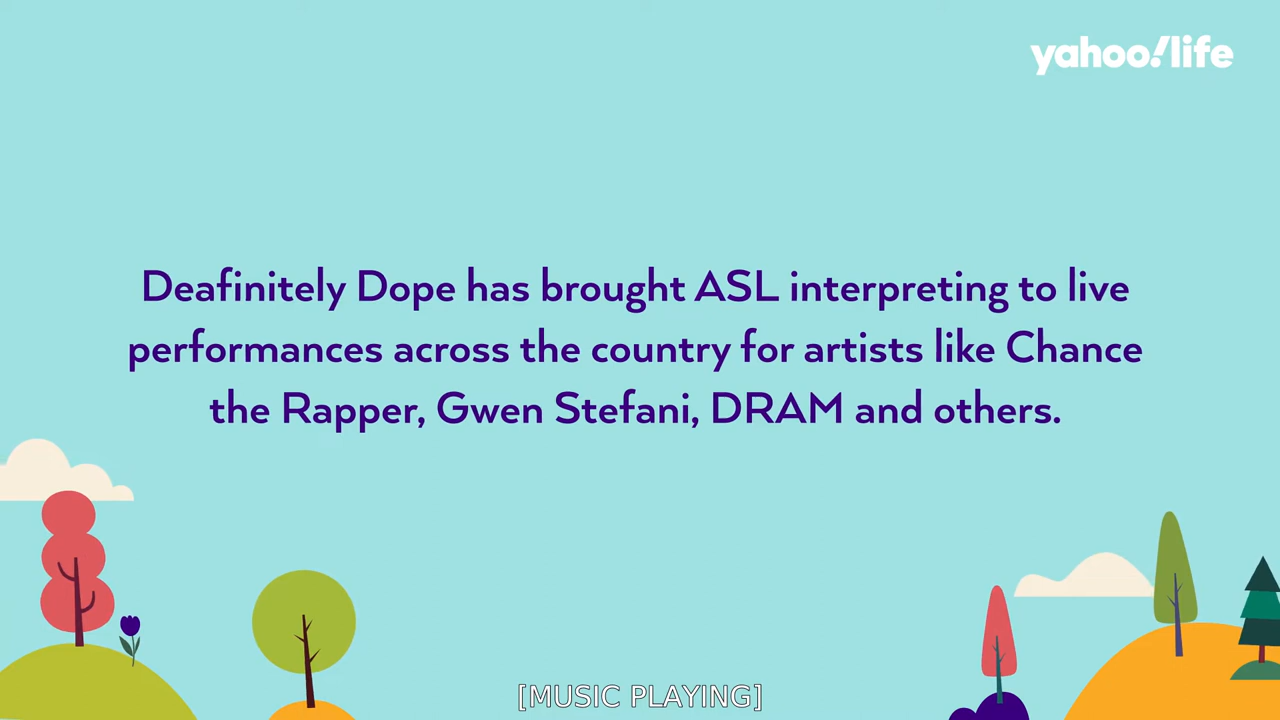 yahoo!life
Deafinitely Dope has brought ASL interpreting to live
performances across the country for artists like Chance
the Rapper, Gwen Stefani, DRAM and others.
[MUSIC PLAYING]